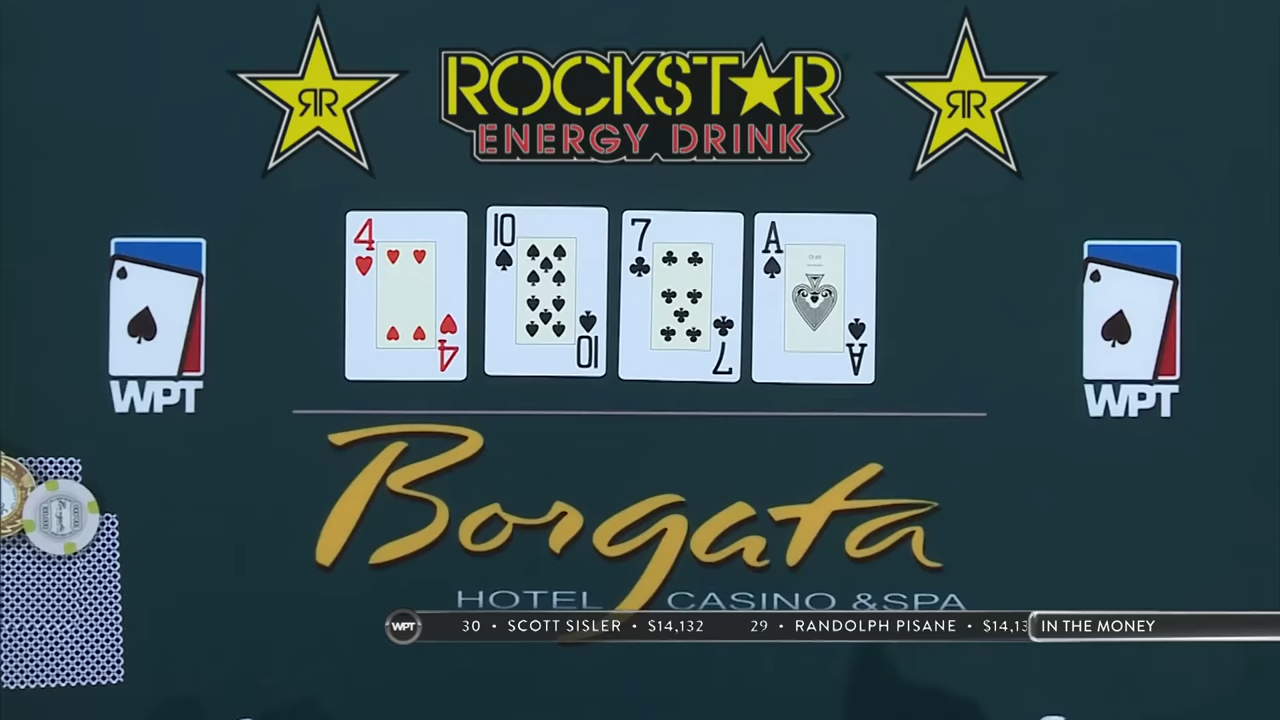 ROCKSTAR
ENERGY DRINK
4
10
7
A
4
10
7
A
WPT
WPT
Borgata
HOTEL CASINO & SPA
WPT 30 • SCOTT SISLER • $14,132 29 • RANDOLPH PISANE • $14,13 IN THE MONEY